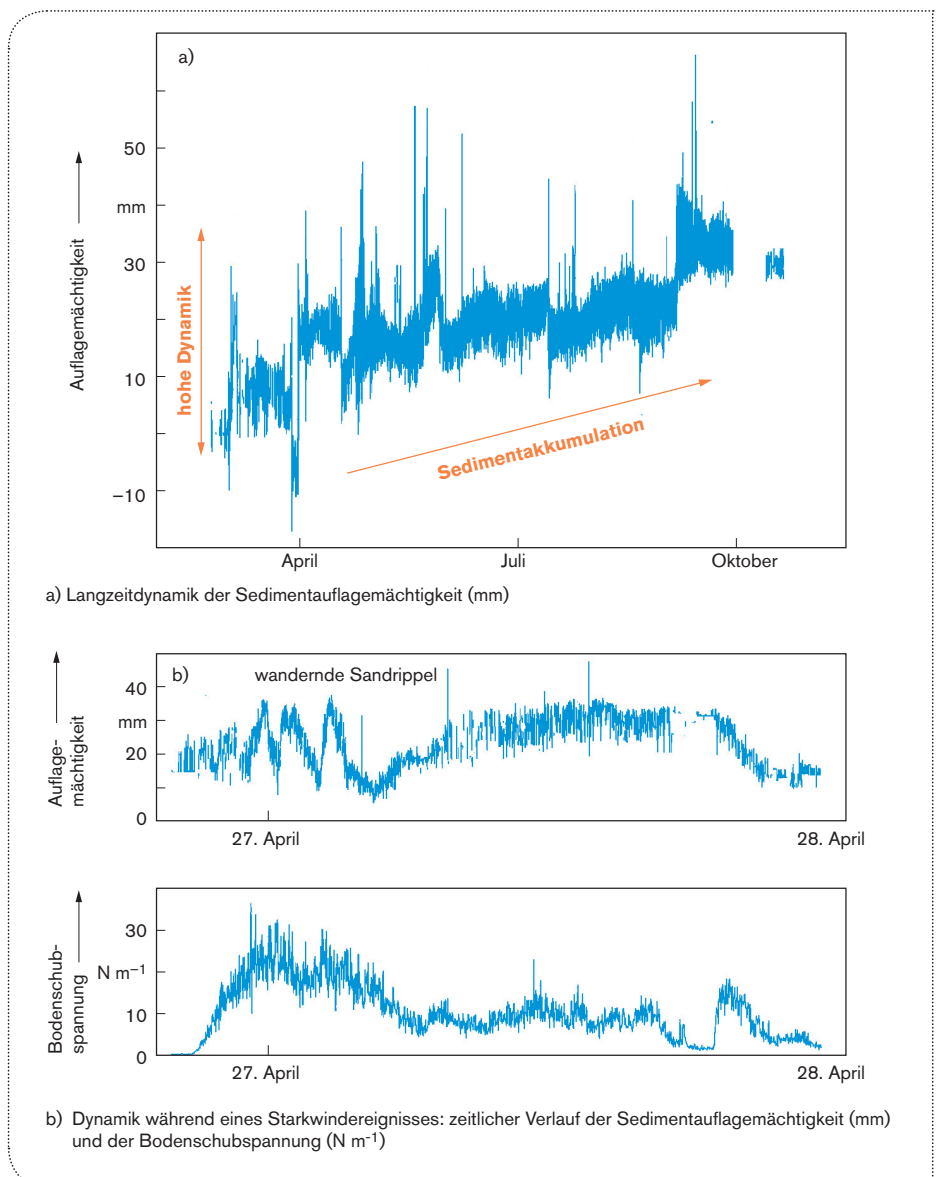 a)
50
mm
30
10
–10
Auflagemächtigkeit
hohe Dynamik
Sedimentakkumulation
April
Juli
Oktober
a) Langzeitdynamik der Sedimentauflagemächtigkeit (mm)
b)
wandernde Sandrippel
40
mm
20
0
Auflage-
mächtigkeit
27. April
28. April
30
N m⁻¹
10
0
Bodenschub-
spannung
27. April
28. April
b) Dynamik während eines Starkwindereignisses: zeitlicher Verlauf der Sedimentauflagemächtigkeit (mm)
und der Bodenschubspannung (N m⁻¹)